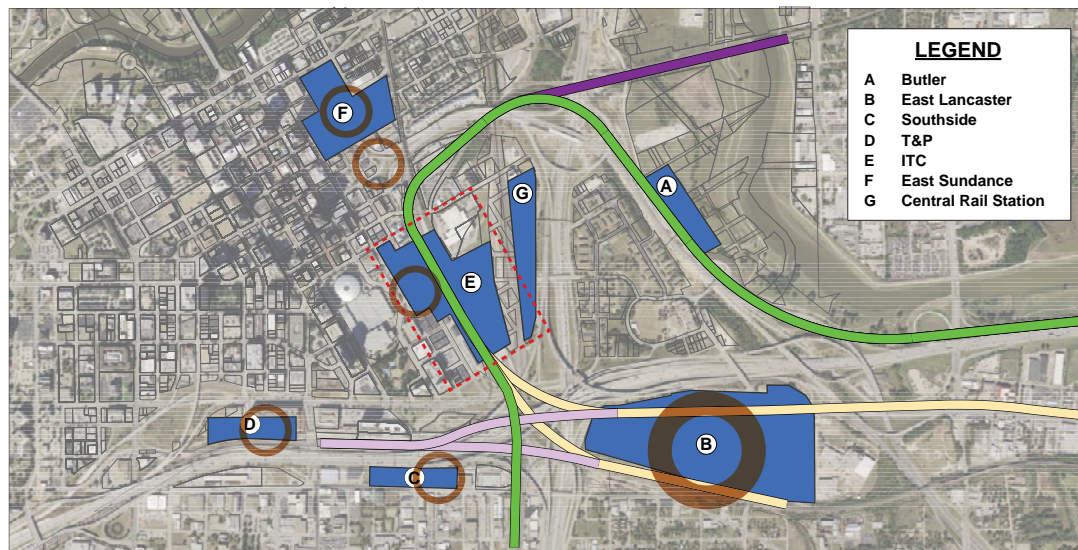 LEGEND
A Butler
B East Lancaster
C Southside
D T&P
E ITC
F East Sundance
G Central Rail Station
F
A
G
E
D
B
C